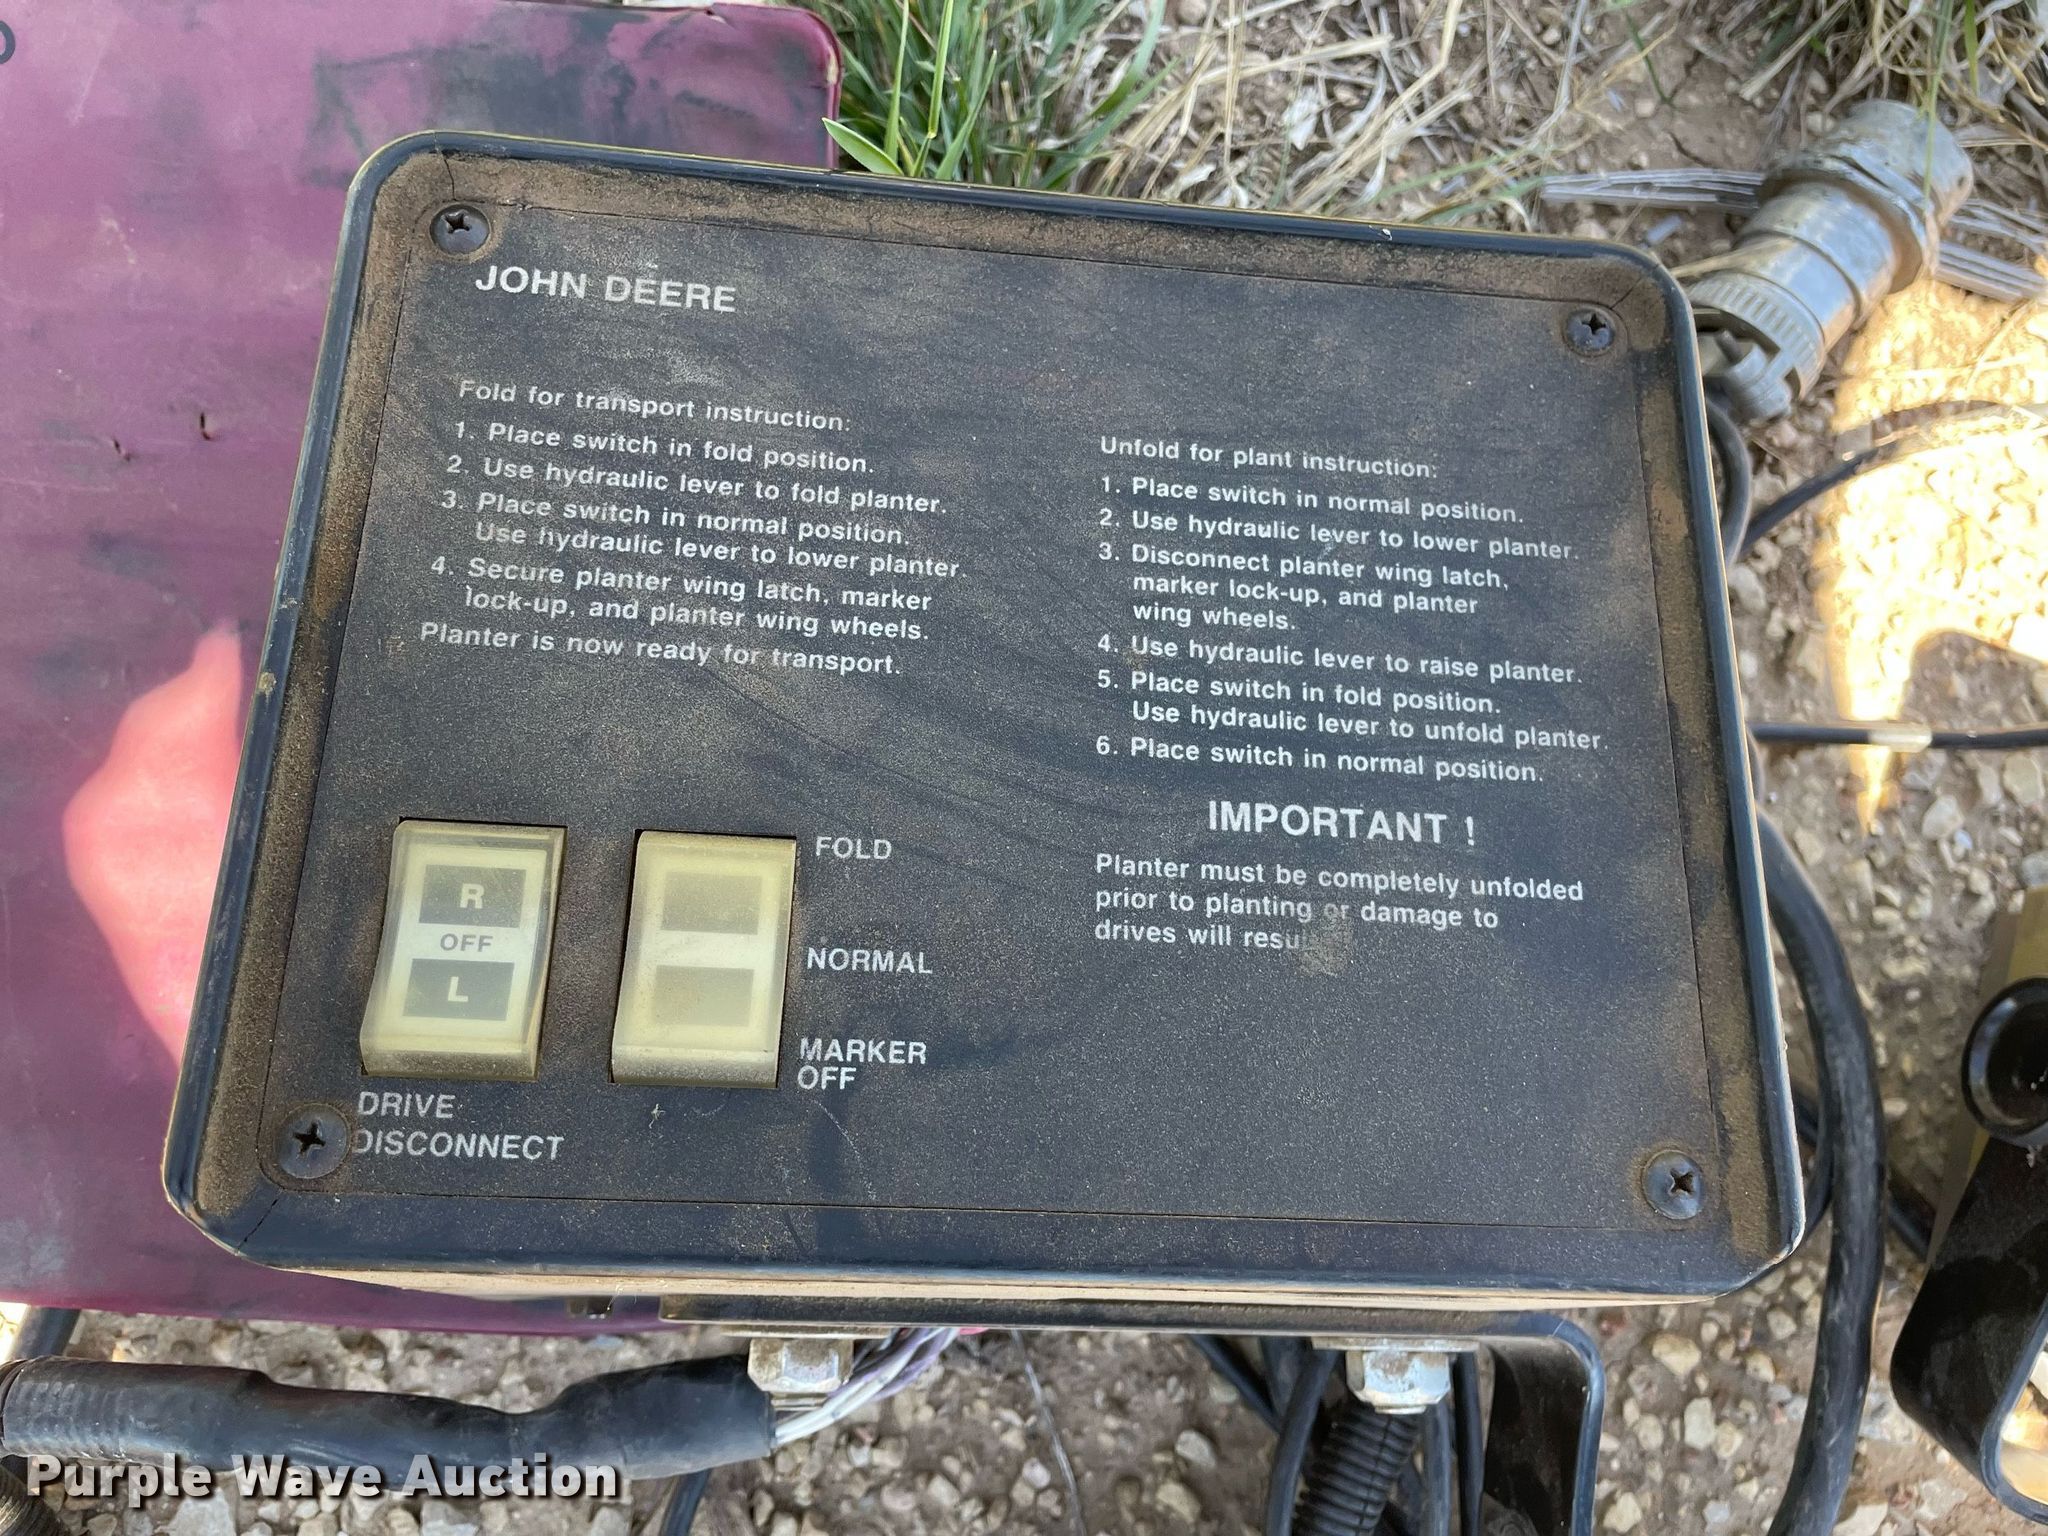 JOHN DEERE
Fold for transport instruction:
1. Place switch in fold position.
2. Use hydraulic lever to fold planter.
3. Place switch in normal position.
Use hydraulic lever to lower planter.
4. Secure planter wing latch, marker
lock-up, and planter wing wheels.
Planter is now ready for transport.
Unfold for plant instruction:
1. Place switch in normal position.
2. Use hydraulic lever to lower planter.
3. Disconnect planter wing latch,
marker lock-up, and planter
wing wheels.
4. Use hydraulic lever to raise planter.
5. Place switch in fold position.
Use hydraulic lever to unfold planter.
6. Place switch in normal position.
IMPORTANT !
Planter must be completely unfolded
prior to planting or damage to
drives will
R
OFF
L
DRIVE
DISCONNECT
FOLD
NORMAL
MARKER
OFF
Purple Wave Auction